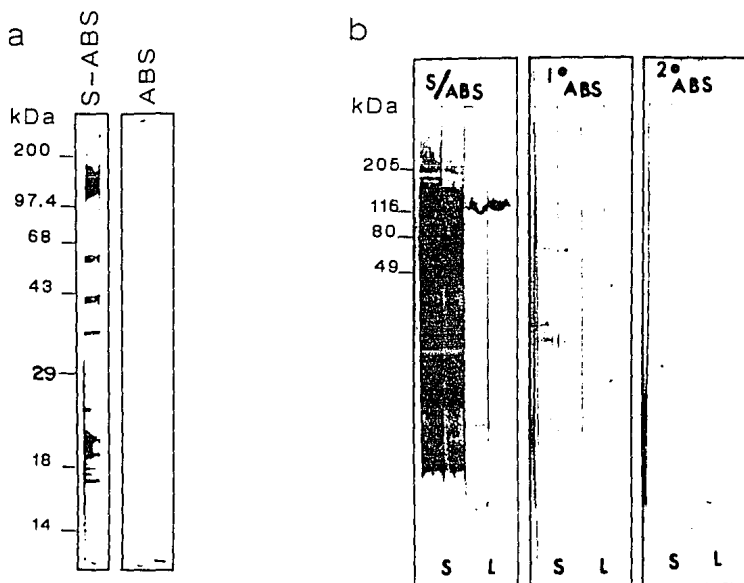 a
S-ABS
ABS
kDa
200
97.4
68
43
29
18
14
b
kDa
205
116
80
49
S/ABS
1° ABS
2° ABS
S L
S L
S L